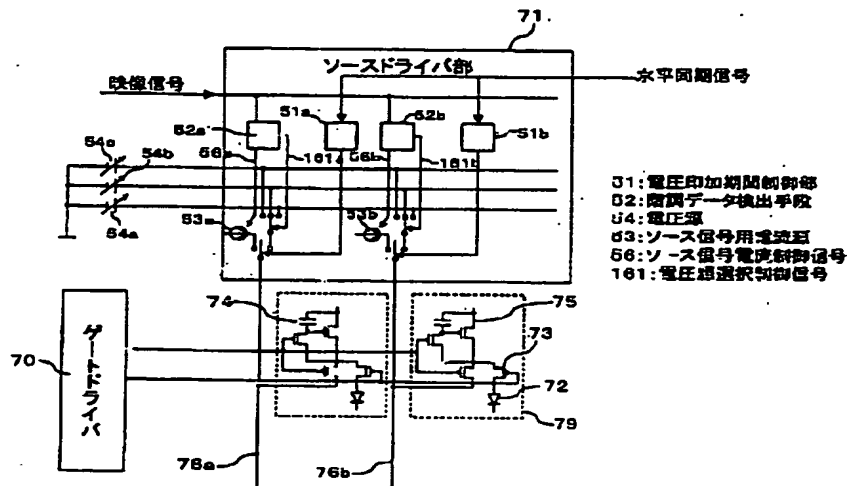 71
ソースドライバ部
映像信号
水平同期信号
52a
51a
52b
51b
54c
54b
54a
56a
161a
56b
161b
53a
53b
51:電圧印加期間制御部
52:階調データ検出手段
54:電圧源
53:ソース信号用電流源
56:ソース信号電流制御信号
161:電圧源選択制御信号
74
75
73
72
79
70
ゲートドライバ
76a
76b